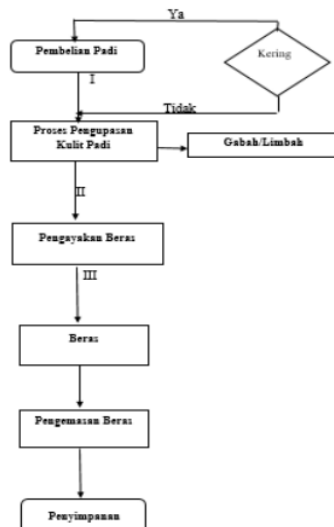 Ya
Pembelian Padi
Kering
I
Tidak
Proses Pengupasan
Kulit Padi
Gabah/Limbah
II
Pengayakan Beras
III
Beras
Pengemasan Beras
Penyimpanan